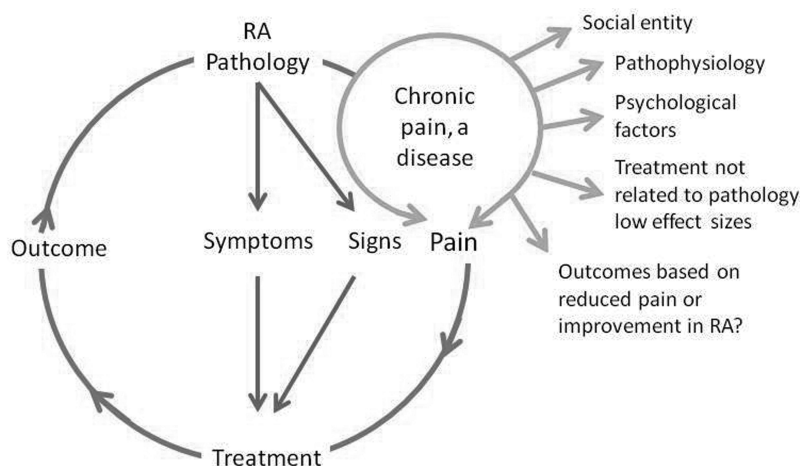 RA
Pathology
Chronic
pain, a
disease
Social entity
Pathophysiology
Psychological
factors
Treatment not
related to pathology
low effect sizes
Outcomes based on
reduced pain or
improvement in RA?
Outcome
Symptoms
Signs
Pain
Treatment